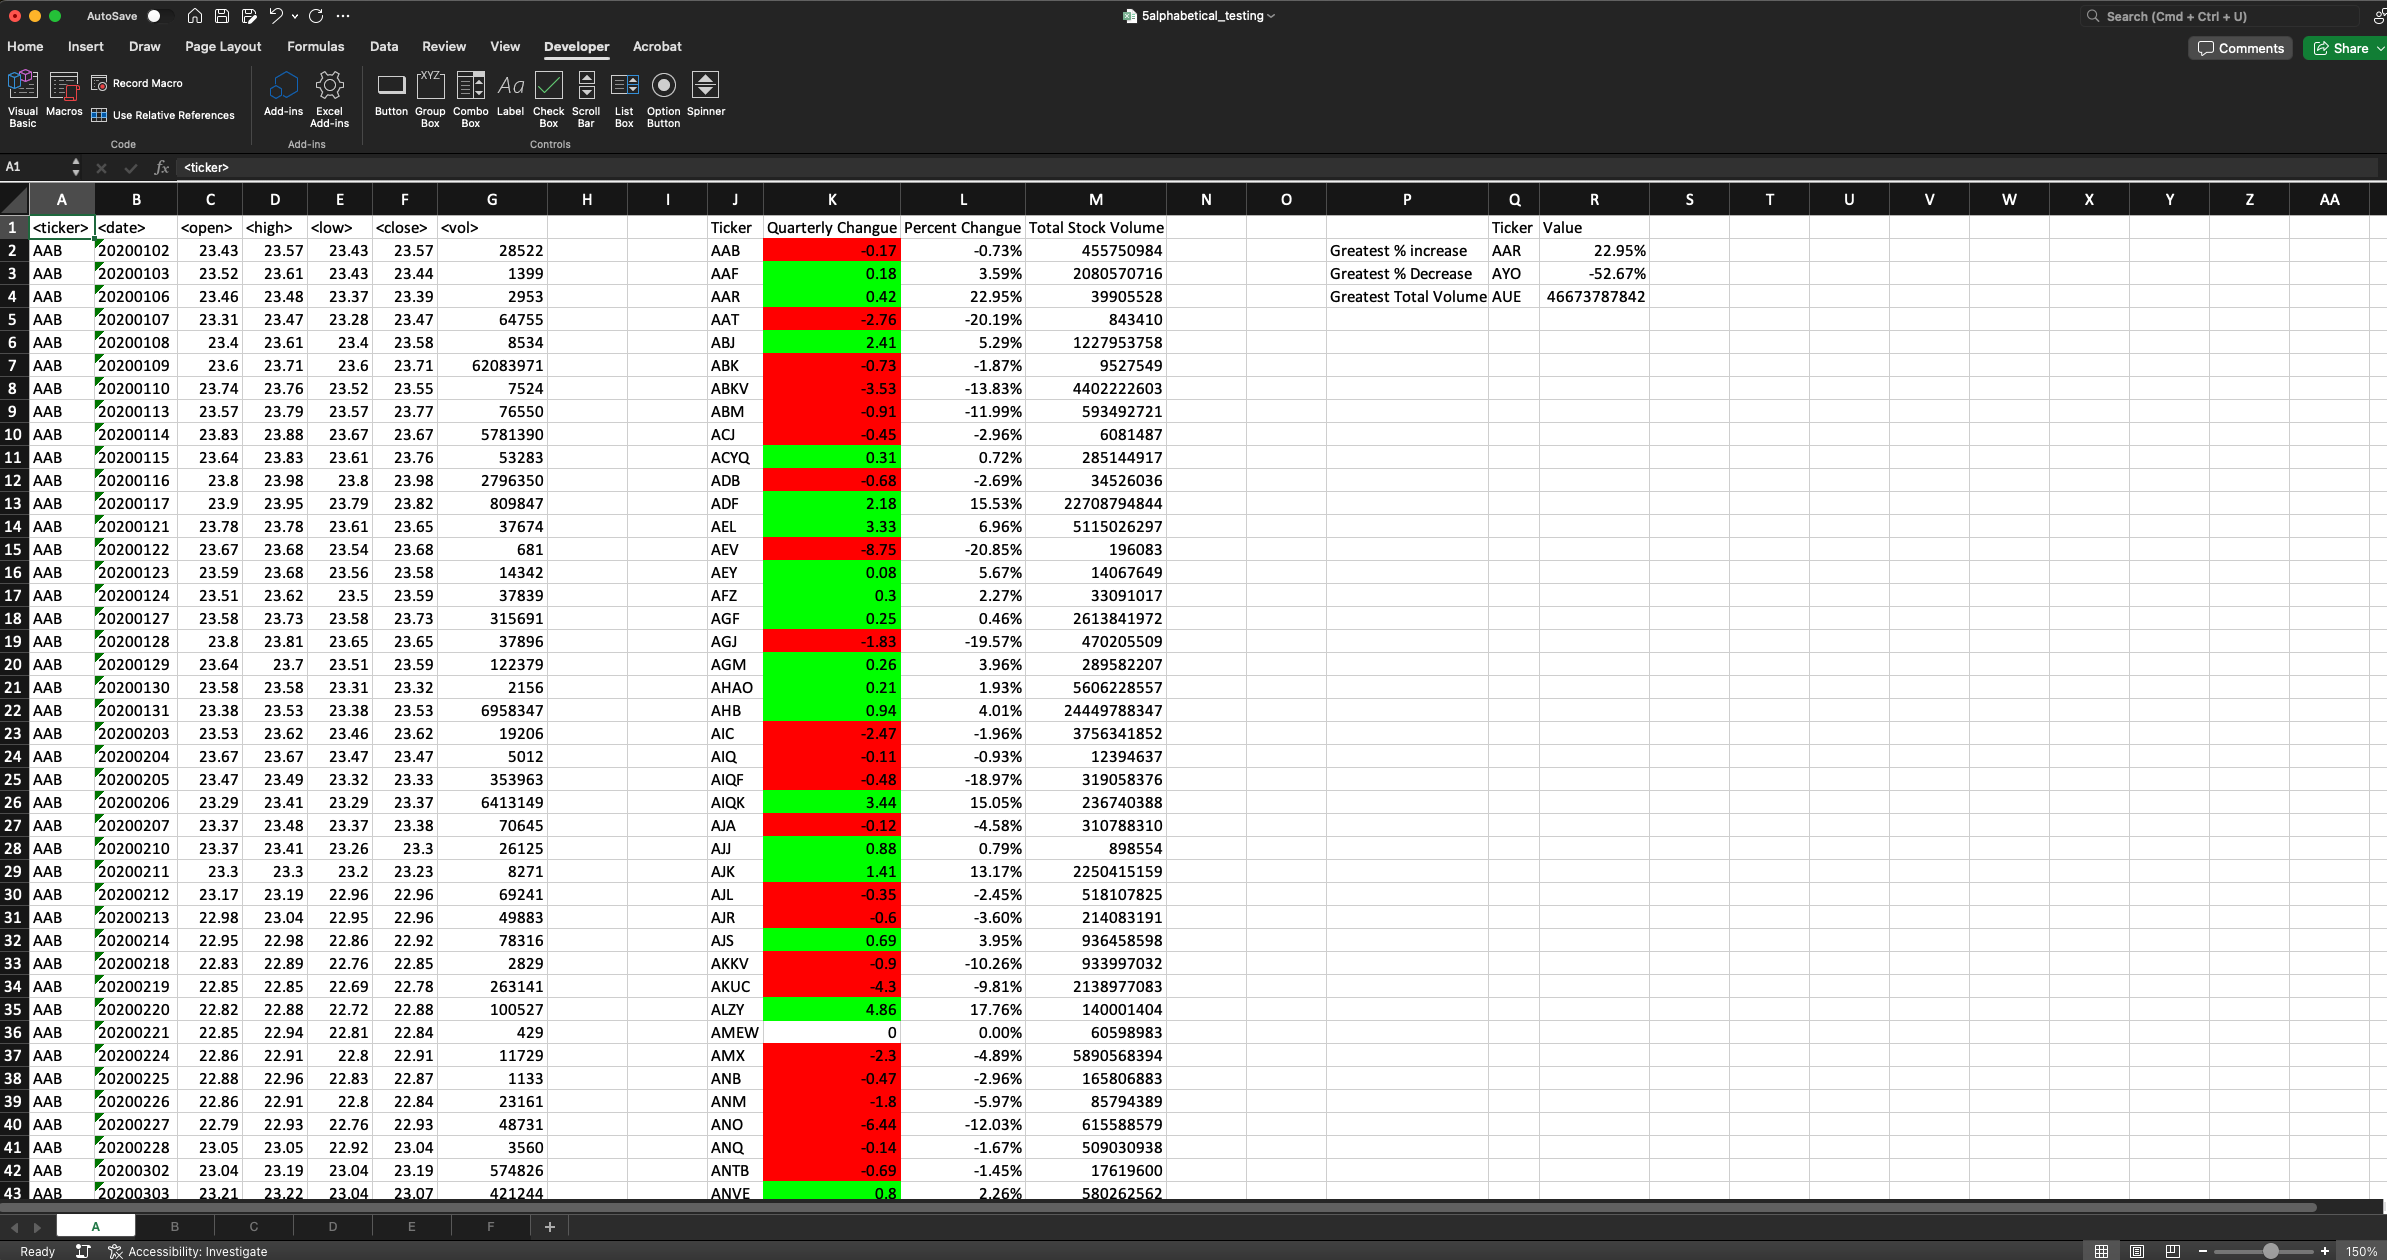 AutoSave
5alphabetical_testing
Search (Cmd + Ctrl + U)
Home Insert Draw Page Layout Formulas Data Review View Developer Acrobat
Comments Share
Visual Basic Macros Record Macro Use Relative References
Add-ins Excel Add-ins
Button Group Box Combo Box Label Check Box Scroll Bar List Box Option Button Spinner
XYZ Aa
Code Add-ins Controls
A1 fx <ticker>
A B C D E F G H I J K L M N O P Q R S T U V W X Y Z AA
1 <ticker> <date> <open> <high> <low> <close> <vol> Ticker Quarterly Changue Percent Changue Total Stock Volume Ticker Value
2 AAB 20200102 23.43 23.57 23.43 23.57 28522 AAB -0.17 -0.73% 455750984 Greatest % increase AAR 22.95%
3 AAB 20200103 23.52 23.61 23.43 23.44 1399 AAF 0.18 3.59% 2080570716 Greatest % Decrease AYO -52.67%
4 AAB 20200106 23.46 23.48 23.37 23.39 2953 AAR 0.42 22.95% 39905528 Greatest Total Volume AUE 46673787842
5 AAB 20200107 23.31 23.47 23.28 23.47 64755 AAT -2.76 -20.19% 843410
6 AAB 20200108 23.4 23.61 23.4 23.58 8534 ABJ 2.41 5.29% 1227953758
7 AAB 20200109 23.6 23.71 23.6 23.71 62083971 ABK -0.73 -1.87% 9527549
8 AAB 20200110 23.74 23.76 23.52 23.55 7524 ABKV -3.53 -13.83% 4402222603
9 AAB 20200113 23.57 23.79 23.57 23.77 76550 ABM -0.91 -11.99% 593492721
10 AAB 20200114 23.83 23.88 23.67 23.67 5781390 ACJ -0.45 -2.96% 6081487
11 AAB 20200115 23.64 23.83 23.61 23.76 53283 ACYQ 0.31 0.72% 285144917
12 AAB 20200116 23.8 23.98 23.8 23.98 2796350 ADB -0.68 -2.69% 34526036
13 AAB 20200117 23.9 23.95 23.79 23.82 809847 ADF 2.18 15.53% 22708794844
14 AAB 20200121 23.78 23.78 23.61 23.65 37674 AEL 3.33 6.96% 5115026297
15 AAB 20200122 23.67 23.68 23.54 23.68 681 AEV -8.75 -20.85% 196083
16 AAB 20200123 23.59 23.68 23.56 23.58 14342 AEY 0.08 5.67% 14067649
17 AAB 20200124 23.51 23.62 23.5 23.59 37839 AFZ 0.3 2.27% 33091017
18 AAB 20200127 23.58 23.73 23.58 23.73 315691 AGF 0.25 0.46% 2613841972
19 AAB 20200128 23.8 23.81 23.65 23.65 37896 AGJ -1.83 -19.57% 470205509
20 AAB 20200129 23.64 23.7 23.51 23.59 122379 AGM 0.26 3.96% 289582207
21 AAB 20200130 23.58 23.58 23.31 23.32 2156 AHAO 0.21 1.93% 5606228557
22 AAB 20200131 23.38 23.53 23.38 23.53 6958347 AHB 0.94 4.01% 24449788347
23 AAB 20200203 23.53 23.62 23.46 23.62 19206 AIC -2.47 -1.96% 3756341852
24 AAB 20200204 23.67 23.67 23.47 23.47 5012 AIQ -0.11 -0.93% 12394637
25 AAB 20200205 23.47 23.49 23.32 23.33 353963 AIQF -0.48 -18.97% 319058376
26 AAB 20200206 23.29 23.41 23.29 23.37 6413149 AIQK 3.44 15.05% 236740388
27 AAB 20200207 23.37 23.48 23.37 23.38 70645 AJA -0.12 -4.58% 310788310
28 AAB 20200210 23.37 23.41 23.26 23.3 26125 AJJ 0.88 0.79% 898554
29 AAB 20200211 23.3 23.3 23.2 23.23 8271 AJK 1.41 13.17% 2250415159
30 AAB 20200212 23.17 23.19 22.96 22.96 69241 AJL -0.35 -2.45% 518107825
31 AAB 20200213 22.98 23.04 22.95 22.96 49883 AJR -0.6 -3.60% 214083191
32 AAB 20200214 22.95 22.98 22.86 22.92 78316 AJS 0.69 3.95% 936458598
33 AAB 20200218 22.83 22.89 22.76 22.85 2829 AKKV -0.9 -10.26% 933997032
34 AAB 20200219 22.85 22.85 22.69 22.78 263141 AKUC -4.3 -9.81% 2138977083
35 AAB 20200220 22.82 22.88 22.72 22.88 100527 ALZY 4.86 17.76% 140001404
36 AAB 20200221 22.85 22.94 22.81 22.84 429 AMEW 0 0.00% 60598983
37 AAB 20200224 22.86 22.91 22.8 22.91 11729 AMX -2.3 -4.89% 5890568394
38 AAB 20200225 22.88 22.96 22.83 22.87 1133 ANB -0.47 -2.96% 165806883
39 AAB 20200226 22.86 22.91 22.8 22.84 23161 ANM -1.8 -5.97% 85794389
40 AAB 20200227 22.79 22.93 22.76 22.93 48731 ANO -6.44 -12.03% 615588579
41 AAB 20200228 23.05 23.05 22.92 23.04 3560 ANQ -0.14 -1.67% 509030938
42 AAB 20200302 23.04 23.19 23.04 23.19 574826 ANTB -0.69 -1.45% 17619600
43 AAB 20200303 23.21 23.22 23.04 23.07 421244 ANVE 0.8 2.26% 580262562
A B C D E F +
Ready Accessibility: Investigate 150%